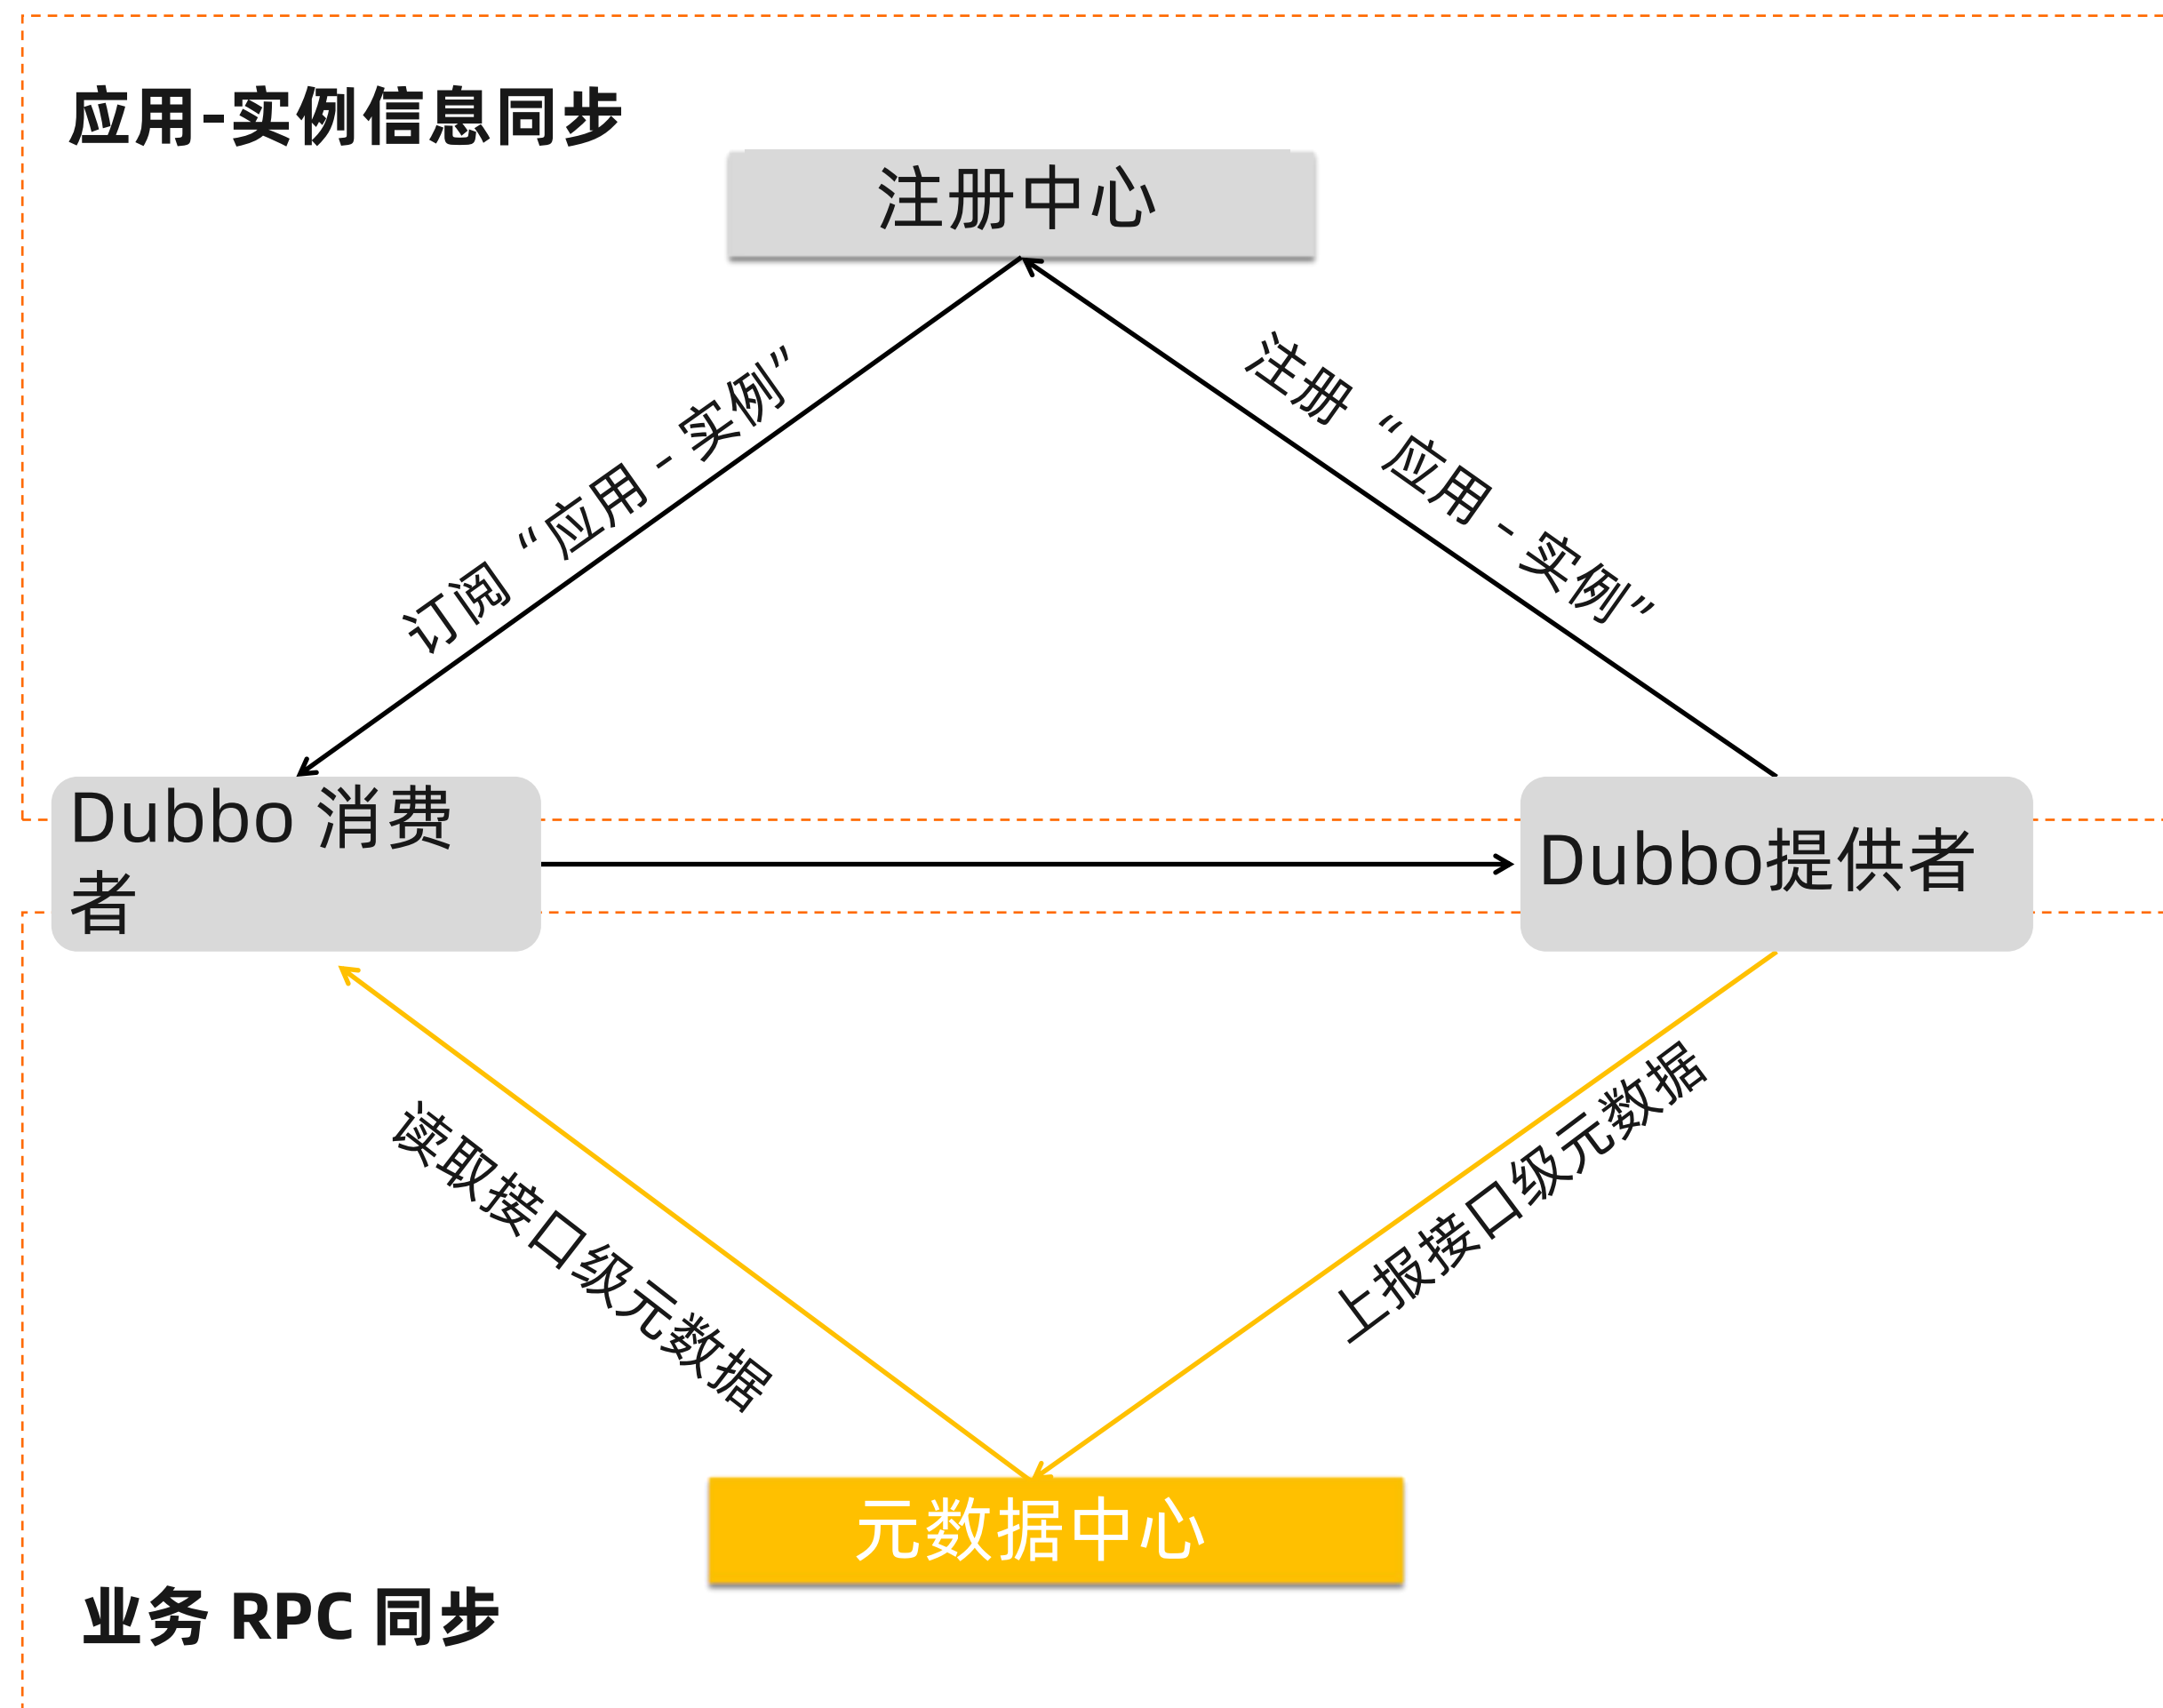 应用-实例信息同步
注册中心
订阅 “应用 - 实例”
注册 “应用 - 实例”
Dubbo 消费
者
Dubbo提供者
读取接口级元数据
上报接口级元数据
元数据中心
业务 RPC 同步